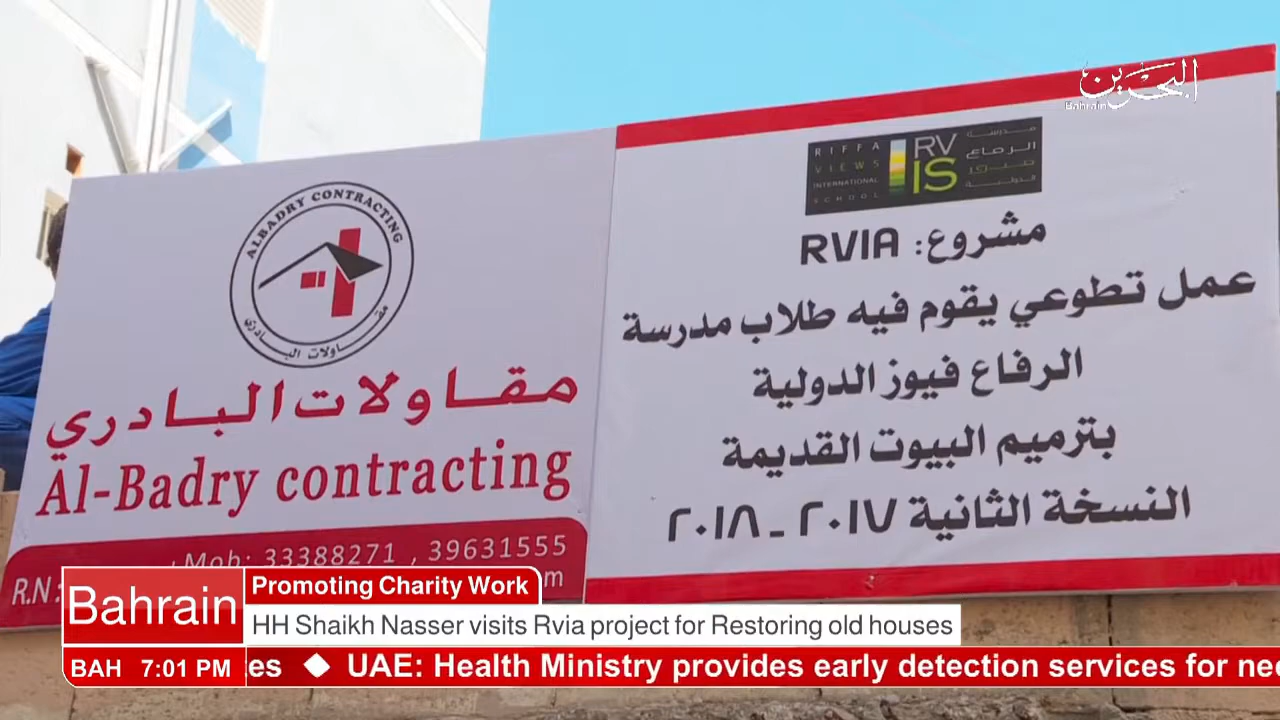 البحرين
Bahrain
ALBADRY CONTRACTING
مقاولات البادري
مقاولات البادري
Al-Badry contracting
Mob: 33388271 , 39631555
R.N:
RIFFA
VIEWS
INTERNATIONAL
SCHOOL
RV
IS
مدرسة
الرفاع
فيوز
الدولية
مشروع: RVIA
عمل تطوعي يقوم فيه طلاب مدرسة
الرفاع فيوز الدولية
بترميم البيوت القديمة
النسخة الثانية ٢٠١٧ - ٢٠١٨
Bahrain
Promoting Charity Work
HH Shaikh Nasser visits Rvia project for Restoring old houses
BAH 7:01 PM
es ◆ UAE: Health Ministry provides early detection services for nee